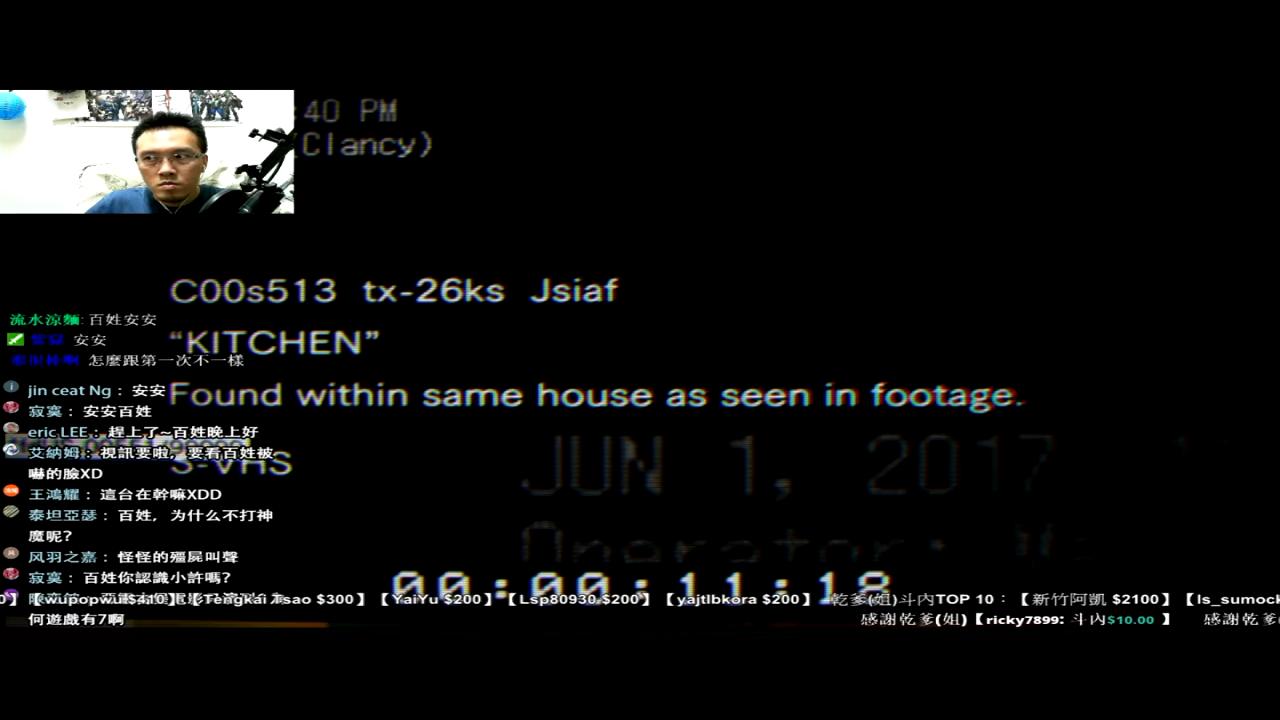 :40 PM
(Clancy)
C00s513 tx-26ks Jsiaf
“KITCHEN”
Found within same house as seen in footage.
S-VHS
JUN 1, 2017
Operator:
00:00:11:18
流水涼麵: 百姓安安
安安
怎麼跟第一次不一樣
jin ceat Ng : 安安
寂寞 : 安安百姓
eric LEE : 趕上了~百姓晚上好
艾納姆 : 視訊要啦，要看百姓被
嚇的臉XD
王鴻耀 : 這台在幹嘛XDD
泰坦亞瑟 : 百姓，为什么不打神
魔呢?
风羽之嘉 : 怪怪的殭屍叫聲
寂寞 : 百姓你認識小許嗎?
何遊戲有7啊
$300】 【YaiYu $200】 【Lsp80930 $200】 【yajtlbkora $200】 乾爹(姐)斗內TOP 10 : 【新竹阿凱 $2100】 【ls_sumock
感謝乾爹(姐)【ricky7899: 斗內$10.00 】 感謝乾爹(姐)